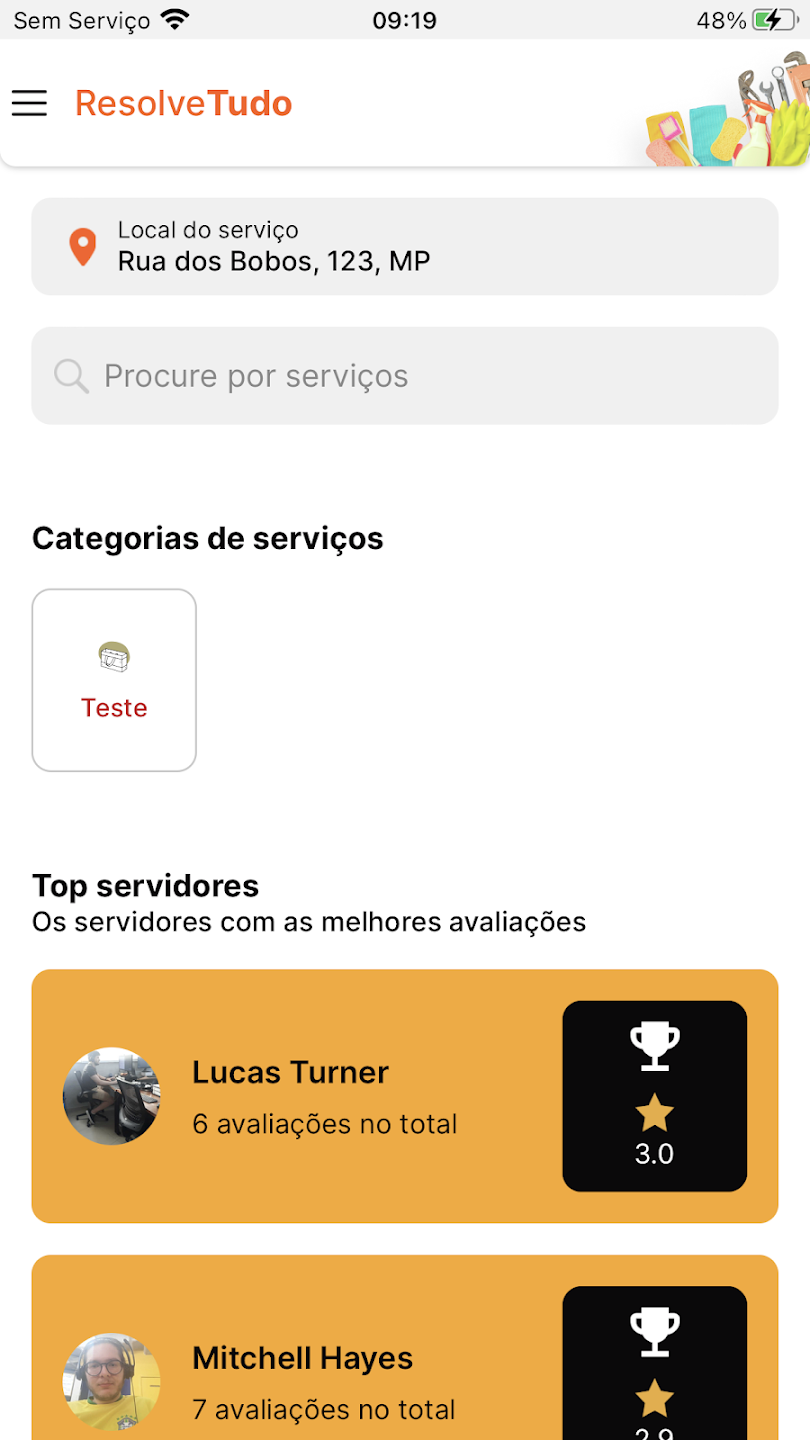 Sem Serviço 09:19 48%
ResolveTudo
Local do serviço
Rua dos Bobos, 123, MP
Procure por serviços
Categorias de serviços
Teste
Top servidores
Os servidores com as melhores avaliações
Lucas Turner
6 avaliações no total
3.0
Mitchell Hayes
7 avaliações no total
2.9